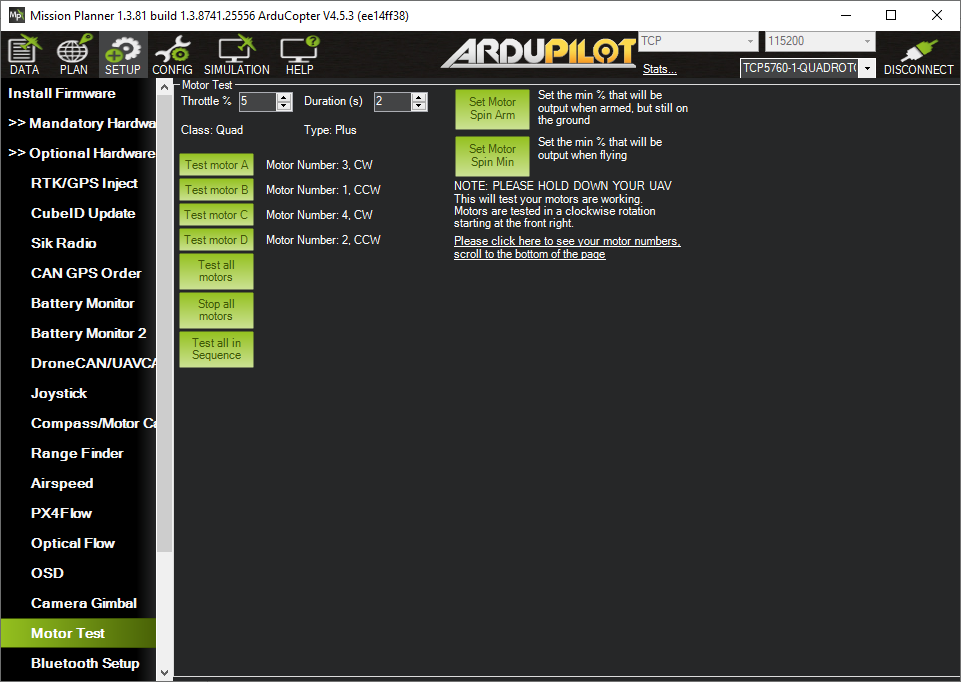 Mp
Mission Planner 1.3.81 build 1.3.8741.25556 ArduCopter V4.5.3 (ee14ff38)
DATA
PLAN
SETUP
CONFIG
SIMULATION
HELP
ARDUPILOT
TCP
115200
Stats...
TCP5760-1-QUADROTO
DISCONNECT
Install Firmware
>> Mandatory Hardwa
>> Optional Hardware
RTK/GPS Inject
CubeID Update
Sik Radio
CAN GPS Order
Battery Monitor
Battery Monitor 2
DroneCAN/UAVCA
Joystick
Compass/Motor Ca
Range Finder
Airspeed
PX4Flow
Optical Flow
OSD
Camera Gimbal
Motor Test
Bluetooth Setup
Motor Test
Throttle % 5 Duration (s) 2
Class: Quad Type: Plus
Test motor A Motor Number: 3, CW
Test motor B Motor Number: 1, CCW
Test motor C Motor Number: 4, CW
Test motor D Motor Number: 2, CCW
Test all
motors
Stop all
motors
Test all in
Sequence
Set Motor
Spin Arm
Set the min % that will be
output when armed, but still on
the ground
Set Motor
Spin Min
Set the min % that will be
output when flying
NOTE: PLEASE HOLD DOWN YOUR UAV
This will test your motors are working.
Motors are tested in a clockwise rotation
starting at the front right.
Please click here to see your motor numbers,
scroll to the bottom of the page